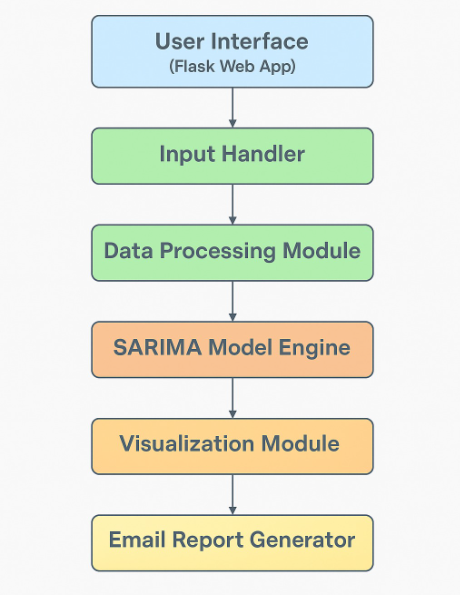 User Interface
(Flask Web App)
Input Handler
Data Processing Module
SARIMA Model Engine
Visualization Module
Email Report Generator